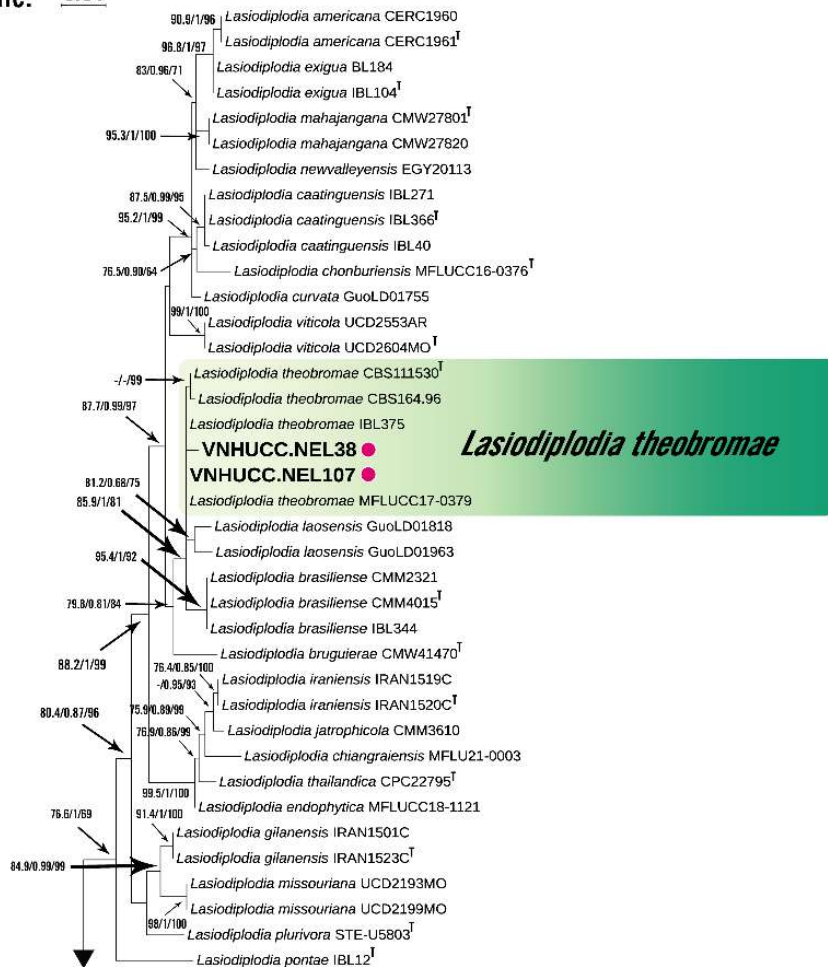 90.9/1/96
Lasiodiplodia americana CERC1960
Lasiodiplodia americana CERC1961T
96.8/1/97
Lasiodiplodia exigua BL184
83/0.96/71
Lasiodiplodia exigua IBL104T
Lasiodiplodia mahajangana CMW27801T
95.3/1/100
Lasiodiplodia mahajangana CMW27820
Lasiodiplodia newvalleyensis EGY20113
87.5/0.99/95
Lasiodiplodia caatinguensis IBL271
95.2/1/99
Lasiodiplodia caatinguensis IBL366T
Lasiodiplodia caatinguensis IBL40
76.5/0.90/64
Lasiodiplodia chonburiensis MFLUCC16-0376T
Lasiodiplodia curvata GuoLD01755
99/1/100
Lasiodiplodia viticola UCD2553AR
Lasiodiplodia viticola UCD2604MOT
-/-/99
Lasiodiplodia theobromae CBS111530T
Lasiodiplodia theobromae CBS164.96
87.7/0.99/97
Lasiodiplodia theobromae IBL375
VNHUCC.NEL38
Lasiodiplodia theobromae
VNHUCC.NEL107
81.2/0.68/75
85.9/1/81
Lasiodiplodia theobromae MFLUCC17-0379
Lasiodiplodia laosensis GuoLD01818
Lasiodiplodia laosensis GuoLD01963
95.4/1/92
Lasiodiplodia brasiliense CMM2321
79.8/0.81/84
Lasiodiplodia brasiliense CMM4015T
Lasiodiplodia brasiliense IBL344
Lasiodiplodia bruguierae CMW41470T
88.2/1/99
76.4/0.85/100
Lasiodiplodia iraniensis IRAN1519C
-/0.95/93
Lasiodiplodia iraniensis IRAN1520CT
80.4/0.87/96
75.9/0.89/99
Lasiodiplodia jatrophicola CMM3610
76.9/0.86/99
Lasiodiplodia chiangraiensis MFLU21-0003
Lasiodiplodia thailandica CPC22795T
99.5/1/100
Lasiodiplodia endophytica MFLUCC18-1121
76.6/1/69
91.4/1/100
Lasiodiplodia gilanensis IRAN1501C
Lasiodiplodia gilanensis IRAN1523CT
84.9/0.99/99
Lasiodiplodia missouriana UCD2193MO
Lasiodiplodia missouriana UCD2199MO
98/1/100
Lasiodiplodia plurivora STE-U5803T
Lasiodiplodia pontae IBL12T